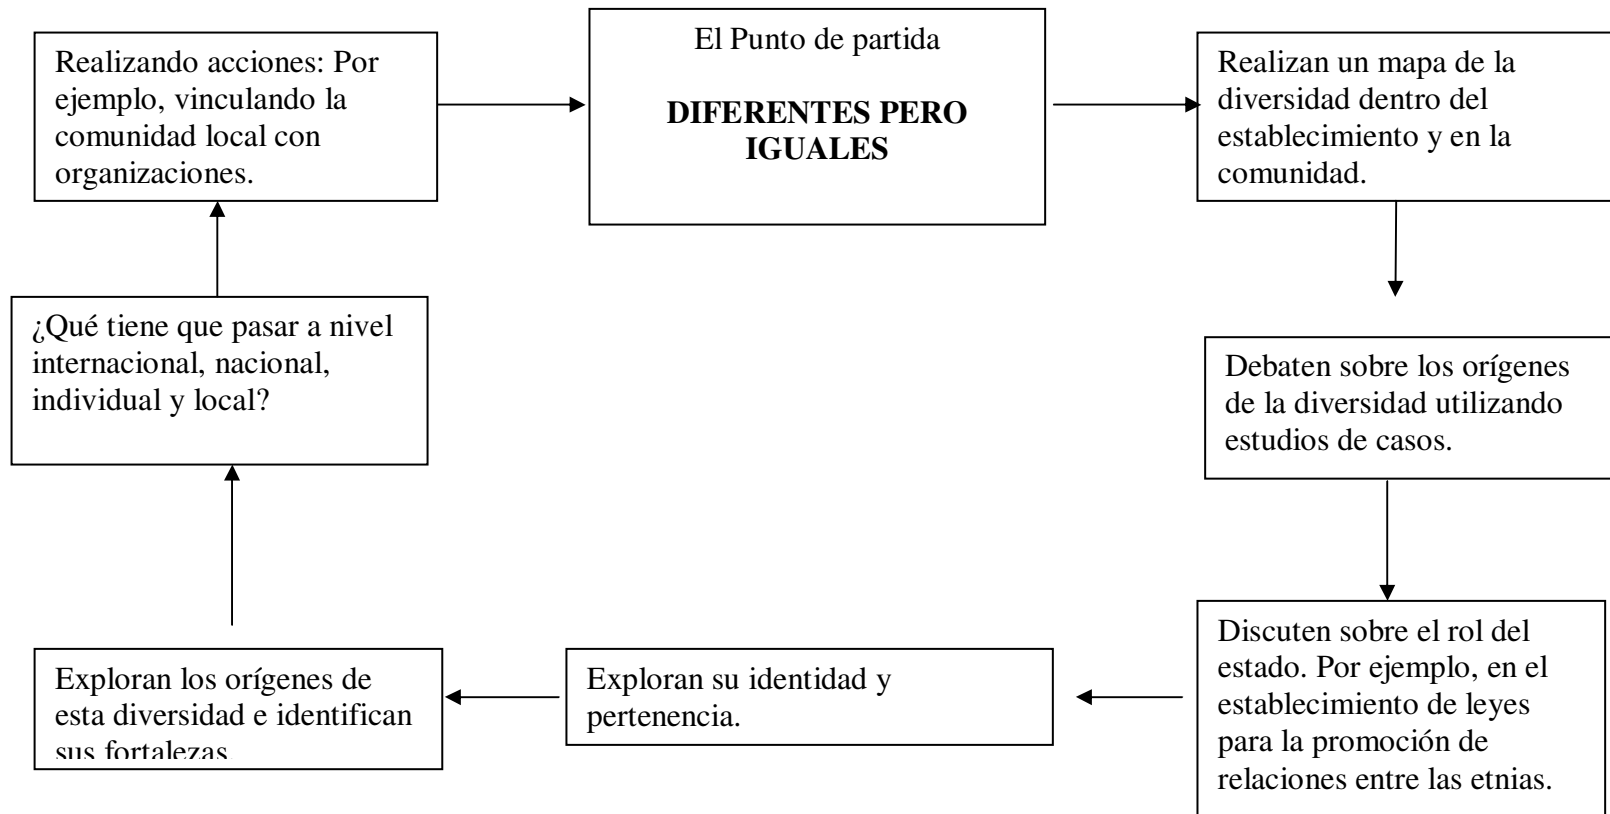 El Punto de partida
DIFERENTES PERO
IGUALES
Realizan un mapa de la
diversidad dentro del
establecimiento y en la
comunidad.
Debaten sobre los orígenes
de la diversidad utilizando
estudios de casos.
Discuten sobre el rol del
estado. Por ejemplo, en el
establecimiento de leyes
para la promoción de
relaciones entre las etnias.
Exploran su identidad y
pertenencia.
Exploran los orígenes de
esta diversidad e identifican
sus fortalezas
¿Qué tiene que pasar a nivel
internacional, nacional,
individual y local?
Realizando acciones: Por
ejemplo, vinculando la
comunidad local con
organizaciones.